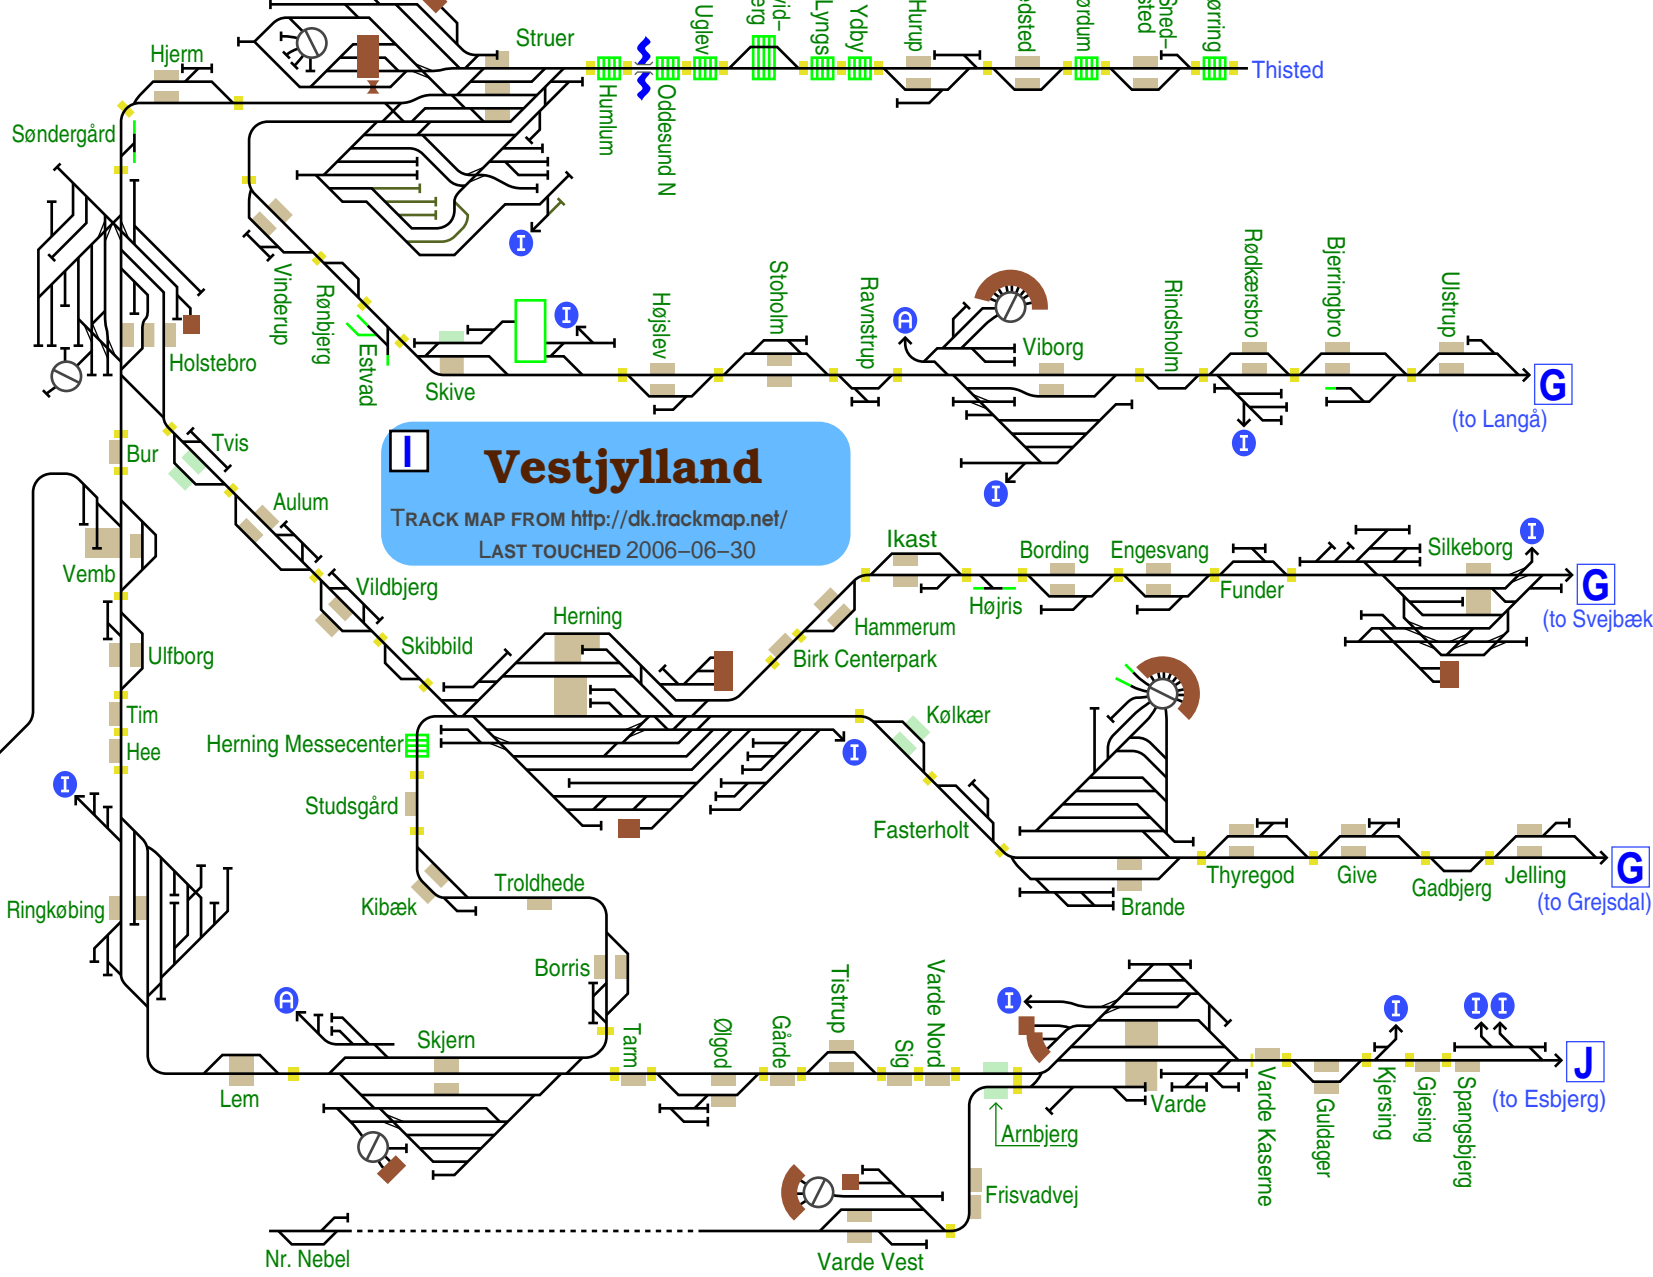 Struer
Hjerm
Uglev
Lyngs
Ydby
Hurup
Thisted
Humlum
Oddesund N
Søndergård
I
Vinderup
Rønbjerg
Estvad
Skive
I
Højslev
Stoholm
Ravnstrup
A
Viborg
Rindsholm
Rødkærsbro
Bjerringbro
Ulstrup
G
(to Langå)
I
I
Holstebro
I
Vestjylland
TRACK MAP FROM http://dk.trackmap.net/
LAST TOUCHED 2006–06–30
Bur
Tvis
Aulum
Vemb
Vildbjerg
Ulfborg
Skibbild
Herning
Ikast
Bording
Engesvang
Funder
Silkeborg
I
G
(to Svejbæk
Højris
Hammerum
Birk Centerpark
Tim
Hee
Herning Messecenter
I
Kølkær
I
Studsgård
Fasterholt
Thyregod
Give
Gadbjerg
Jelling
G
(to Grejsdal)
Brande
Ringkøbing
Kibæk
Troldhede
Borris
A
Skjern
Lem
Tarm
Ølgod
Gårde
Tistrup
Sig
Varde Nord
I
Arnbjerg
Varde
Varde Kaserne
Guldager
I
Kjersing
Gjesing
I
I
Spangsbjerg
J
(to Esbjerg)
Frisvadvej
Nr. Nebel
Varde Vest